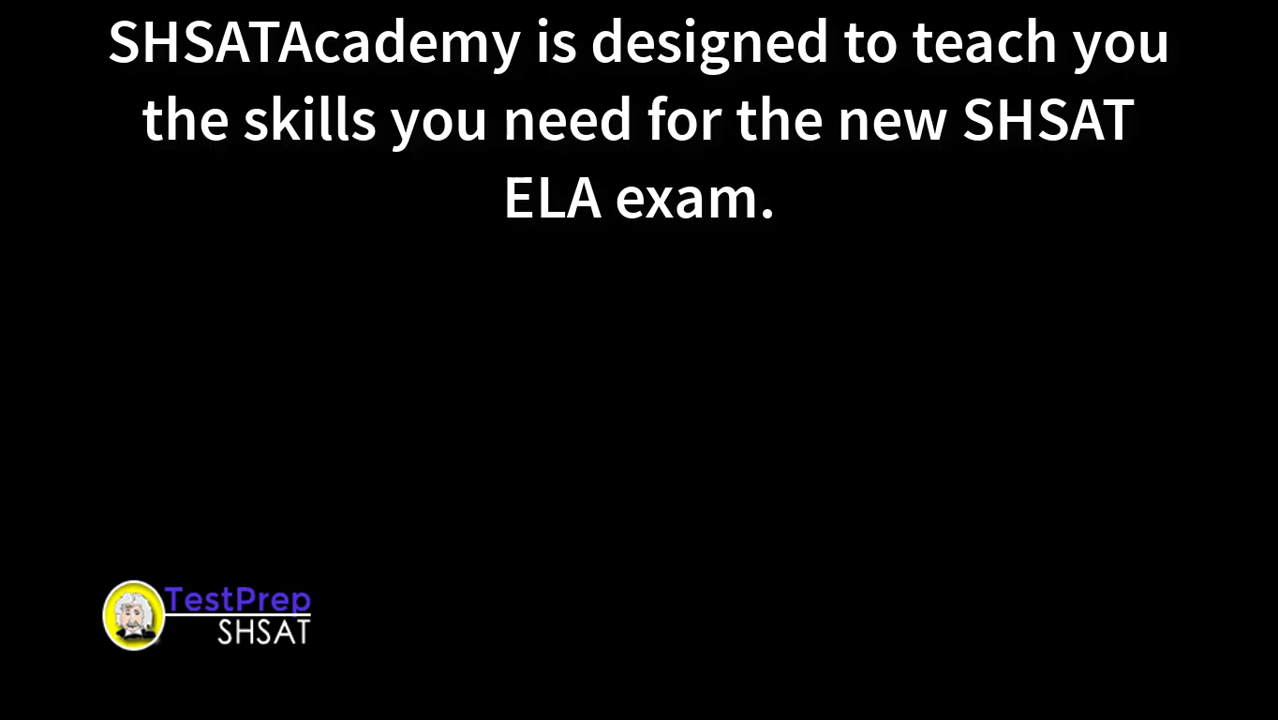 SHSATAcademy is designed to teach you
the skills you need for the new SHSAT
ELA exam.
TestPrep
SHSAT